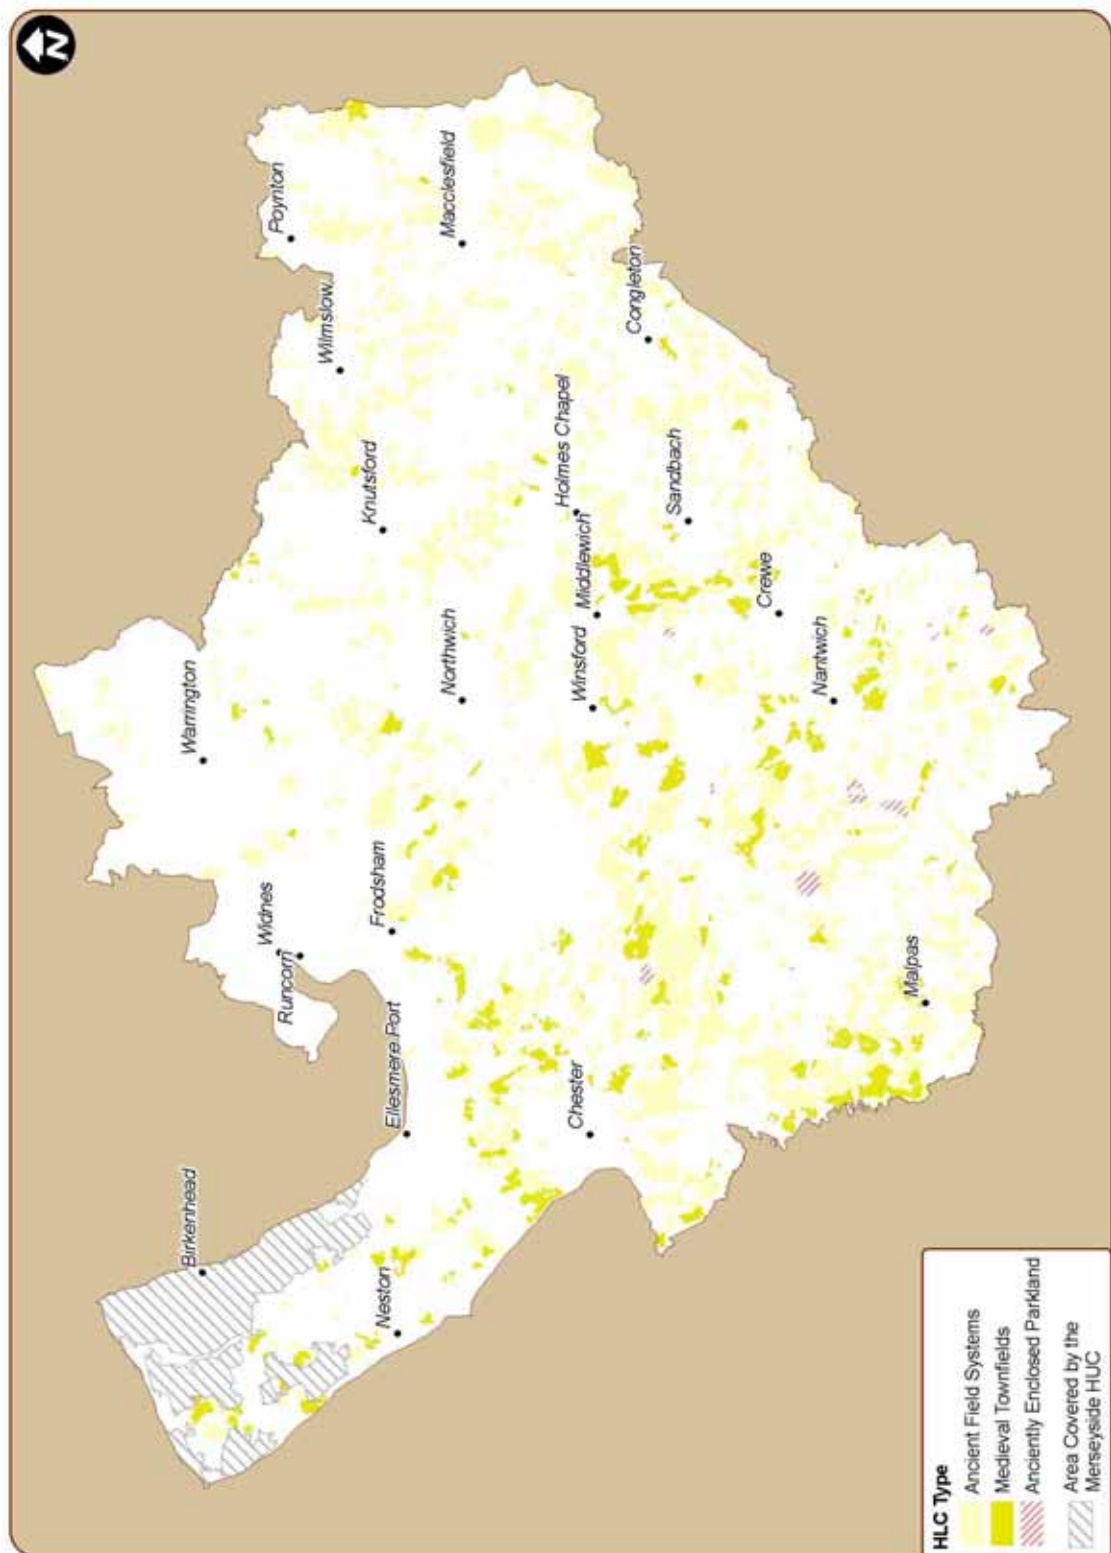 N
Poynton
Wilmslow
Macclesfield
Knutsford
Congleton
Holmes Chapel
Sandbach
Middlewich
Crewe
Warrington
Northwich
Winsford
Nantwich
Widnes
Runcorn
Frodsham
Malpas
Ellesmere Port
Chester
Birkenhead
Neston
HLC Type
Ancient Field Systems
Medieval Townfields
Anciently Enclosed Parkland
Area Covered by the
Merseyside HUC